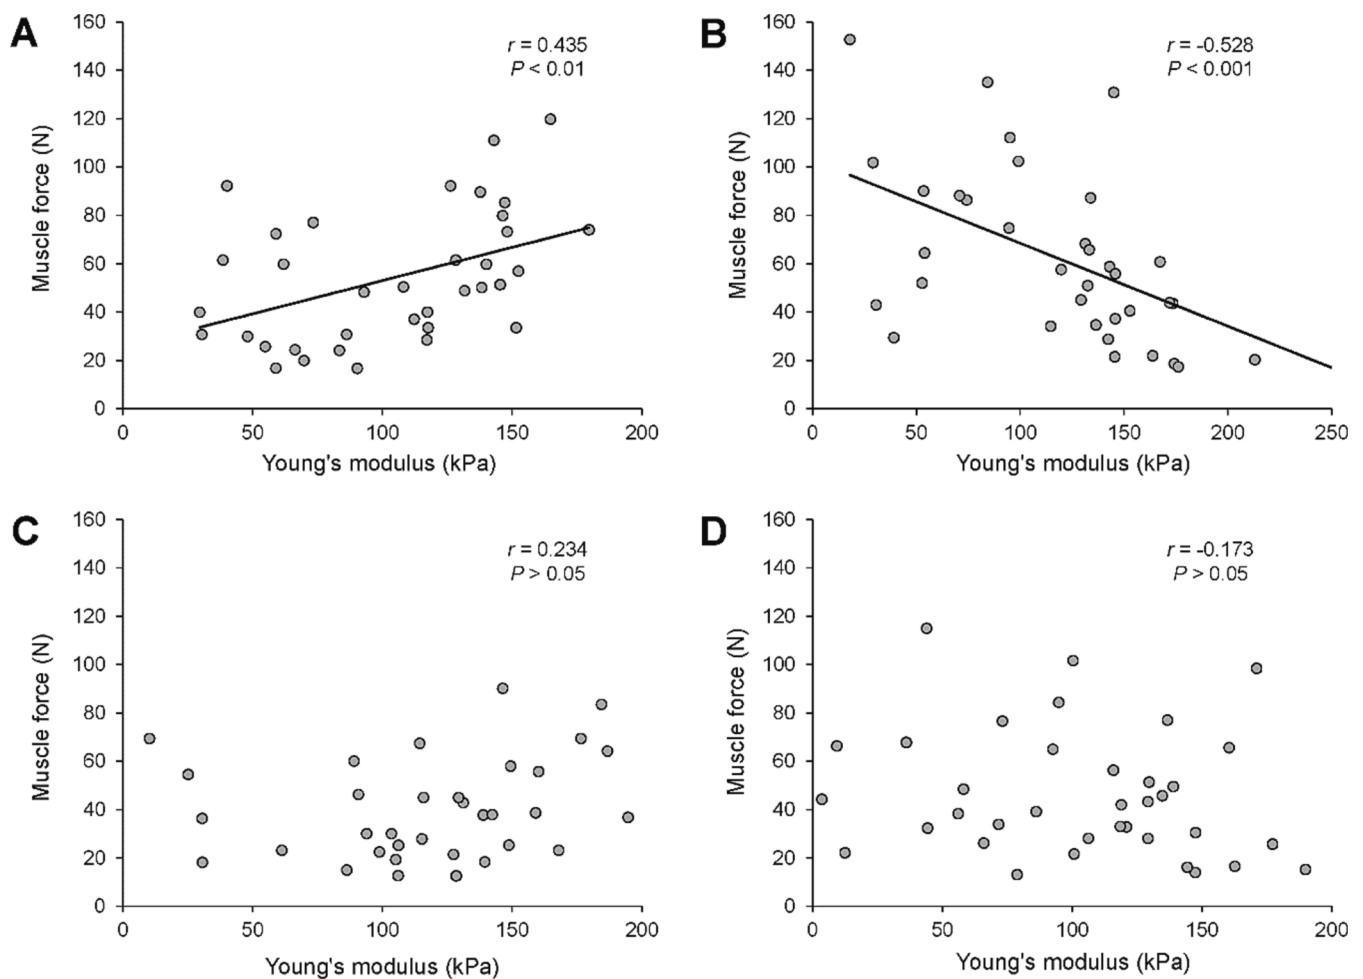 A
r = 0.435
P < 0.01
Muscle force (N)
160
140
120
100
80
60
40
20
0
0 50 100 150 200
Young's modulus (kPa)
B
r = -0.528
P < 0.001
Muscle force (N)
160
140
120
100
80
60
40
20
0
0 50 100 150 200 250
Young's modulus (kPa)
C
r = 0.234
P > 0.05
Muscle force (N)
160
140
120
100
80
60
40
20
0
0 50 100 150 200
Young's modulus (kPa)
D
r = -0.173
P > 0.05
Muscle force (N)
160
140
120
100
80
60
40
20
0
0 50 100 150 200
Young's modulus (kPa)